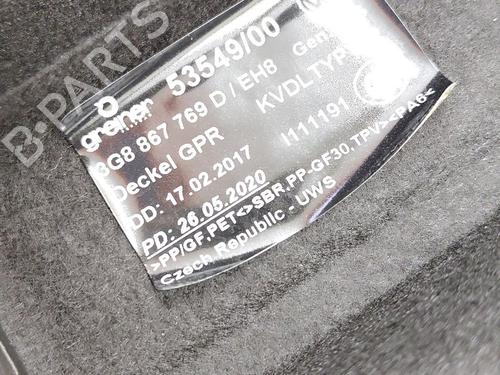 B-PARTS
greiner 53549/00
3G8 867 769 D / EH8
Deckel GPR KVDLTYP
DD: 17.02.2017 I111191
PD: 26.05.2020
>PP/GF,PET<>SBR,PP-GF30,TPV><PA6<
Czech Republic - UWS